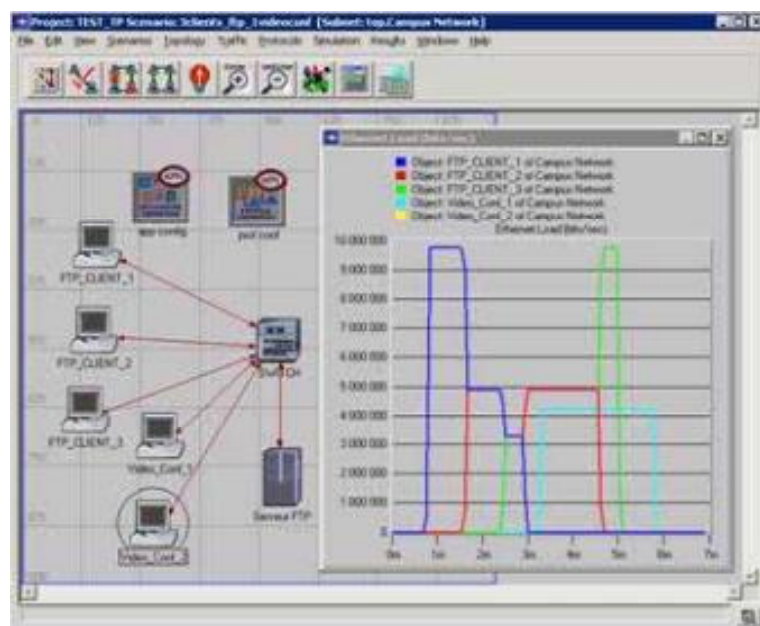 Project: TEST_TP Scenario: 3clients_ftp_1videoconf [Subnet: top.Campus Network]
File Edit View Scenarios Topology Traffic Protocols Simulation Results Windows Help
Ethernet.Load (bits/sec)
Object: FTP_CLIENT_1 of Campus Network
Object: FTP_CLIENT_2 of Campus Network
Object: FTP_CLIENT_3 of Campus Network
Object: Video_Conf_1 of Campus Network
Object: Video_Conf_2 of Campus Network
Ethernet.Load (bits/sec)
10 000 000
9 000 000
8 000 000
7 000 000
6 000 000
5 000 000
4 000 000
3 000 000
2 000 000
1 000 000
0
0m 1m 2m 3m 4m 5m 6m 7m
app config
prof conf
FTP_CLIENT_1
FTP_CLIENT_2
FTP_CLIENT_3
Video_Conf_1
Video_Conf_2
Serveur FTP